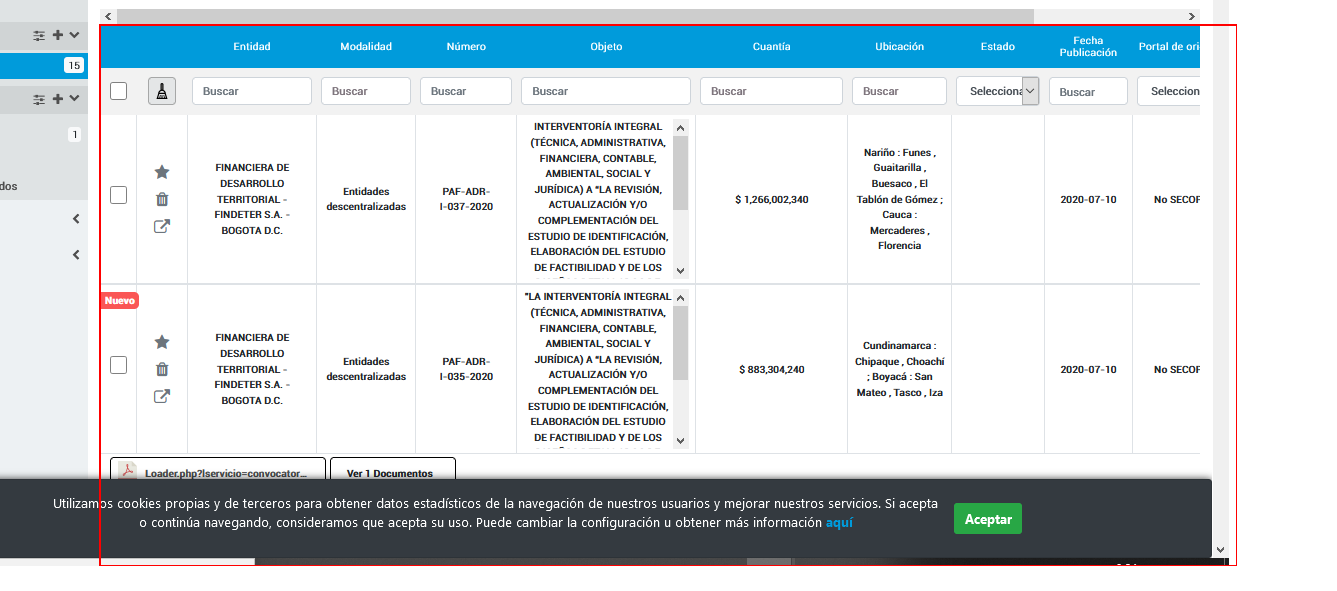 15
1
dos
Entidad Modalidad Número Objeto Cuantía Ubicación Estado Fecha Publicación Portal de ori
Buscar Buscar Buscar Buscar Buscar Buscar Selecciona Buscar Seleccion
FINANCIERA DE
DESARROLLO
TERRITORIAL -
FINDETER S.A. -
BOGOTA D.C.
Entidades
descentralizadas
PAF-ADR-
I-037-2020
INTERVENTORÍA INTEGRAL
(TÉCNICA, ADMINISTRATIVA,
FINANCIERA, CONTABLE,
AMBIENTAL, SOCIAL Y
JURÍDICA) A "LA REVISIÓN,
ACTUALIZACIÓN Y/O
COMPLEMENTACIÓN DEL
ESTUDIO DE IDENTIFICACIÓN,
ELABORACIÓN DEL ESTUDIO
DE FACTIBILIDAD Y DE LOS
$ 1,266,002,340
Nariño : Funes ,
Guaitarilla ,
Buesaco , El
Tablón de Gómez ;
Cauca :
Mercaderes ,
Florencia
2020-07-10
No SECOP
Nuevo
FINANCIERA DE
DESARROLLO
TERRITORIAL -
FINDETER S.A. -
BOGOTA D.C.
Entidades
descentralizadas
PAF-ADR-
I-035-2020
"LA INTERVENTORÍA INTEGRAL
(TÉCNICA, ADMINISTRATIVA,
FINANCIERA, CONTABLE,
AMBIENTAL, SOCIAL Y
JURÍDICA) A "LA REVISIÓN,
ACTUALIZACIÓN Y/O
COMPLEMENTACIÓN DEL
ESTUDIO DE IDENTIFICACIÓN,
ELABORACIÓN DEL ESTUDIO
DE FACTIBILIDAD Y DE LOS
$ 883,304,240
Cundinamarca :
Chipaque , Choachí
; Boyacá : San
Mateo , Tasco , Iza
2020-07-10
No SECOP
Loader.php?lservicio=convocator...
Ver 1 Documentos
Utilizamos cookies propias y de terceros para obtener datos estadísticos de la navegación de nuestros usuarios y mejorar nuestros servicios. Si acepta
o continúa navegando, consideramos que acepta su uso. Puede cambiar la configuración u obtener más información aquí
Aceptar